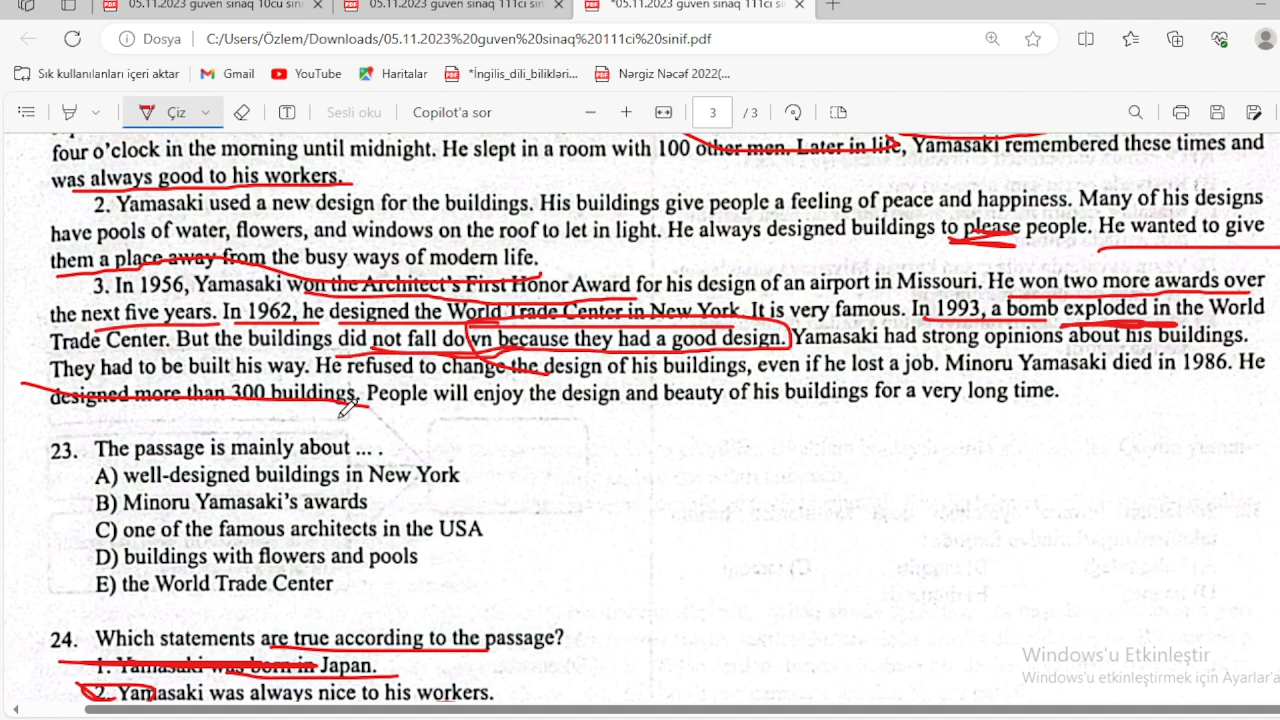 05.11.2023 guven sinaq 10cu sini
05.11.2023 guven sinaq 111ci sin
*05.11.2023 guven sinaq 111ci si
Dosya
C:/Users/Özlem/Downloads/05.11.2023%20guven%20sinaq%20111ci%20sinif.pdf
Sık kullanılanları içeri aktar
Gmail
YouTube
Haritalar
*İngilis_dili_bilikləri...
Nərgiz Nəcəf 2022(...
Çiz
Sesli oku
Copilot'a sor
3
/ 3
four o'clock in the morning until midnight. He slept in a room with 100 other men. Later in life, Yamasaki remembered these times and
was always good to his workers.
2. Yamasaki used a new design for the buildings. His buildings give people a feeling of peace and happiness. Many of his designs
have pools of water, flowers, and windows on the roof to let in light. He always designed buildings to please people. He wanted to give
them a place away from the busy ways of modern life.
3. In 1956, Yamasaki won the Architect's First Honor Award for his design of an airport in Missouri. He won two more awards over
the next five years. In 1962, he designed the World Trade Center in New York. It is very famous. In 1993, a bomb exploded in the World
Trade Center. But the buildings did not fall down because they had a good design. Yamasaki had strong opinions about his buildings.
They had to be built his way. He refused to change the design of his buildings, even if he lost a job. Minoru Yamasaki died in 1986. He
designed more than 300 buildings. People will enjoy the design and beauty of his buildings for a very long time.
23. The passage is mainly about ... .
A) well-designed buildings in New York
B) Minoru Yamasaki's awards
C) one of the famous architects in the USA
D) buildings with flowers and pools
E) the World Trade Center
24. Which statements are true according to the passage?
1. Yamasaki was born in Japan.
2. Yamasaki was always nice to his workers.
Windows'u Etkinleştir
Windows'u etkinleştirmek için Ayarlar'a